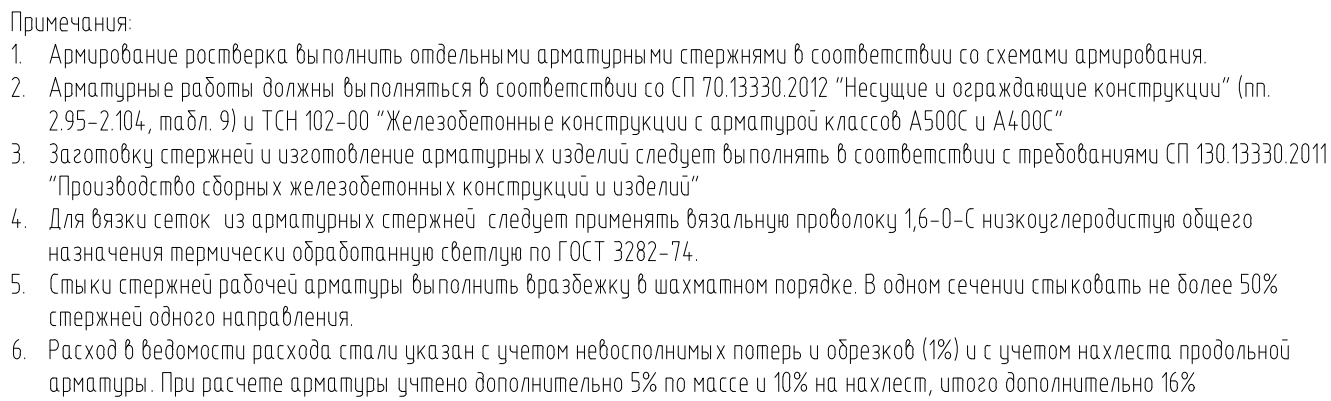 Примечания:
1. Армирование ростверка выполнить отдельными арматурными стержнями в соответствии со схемами армирования.
2. Арматурные работы должны выполняться в соответствии со СП 70.13330.2012 "Несущие и ограждающие конструкции" (пп.
2.95-2.104, табл. 9) и ТСН 102-00 "Железобетонные конструкции с арматурой классов А500С и А400С"
3. Заготовку стержней и изготовление арматурных изделий следует выполнять в соответствии с требованиями СП 130.13330.2011
"Производство сборных железобетонных конструкций и изделий"
4. Для вязки сеток из арматурных стержней следует применять вязальную проволоку 1,6-О-С низкоуглеродистую общего
назначения термически обработанную светлую по ГОСТ 3282-74.
5. Стыки стержней рабочей арматуры выполнить вразбежку в шахматном порядке. В одном сечении стыковать не более 50%
стержней одного направления.
6. Расход в ведомости расхода стали указан с учетом невосполнимых потерь и обрезков (1%) и с учетом нахлеста продольной
арматуры. При расчете арматуры учтено дополнительно 5% по массе и 10% на нахлест, итого дополнительно 16%